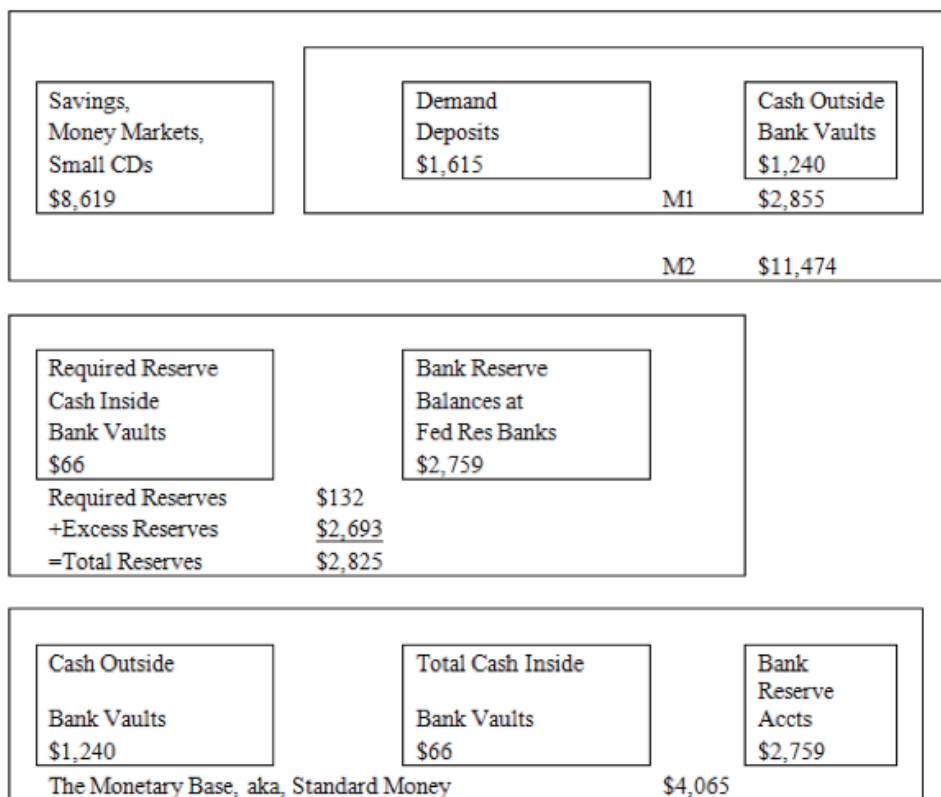 Savings,
Money Markets,
Small CDs
$8,619
Demand
Deposits
$1,615
Cash Outside
Bank Vaults
$1,240
M1 $2,855
M2 $11,474
Required Reserve
Cash Inside
Bank Vaults
$66
Bank Reserve
Balances at
Fed Res Banks
$2,759
Required Reserves $132
+Excess Reserves $2,693
=Total Reserves $2,825
Cash Outside
Bank Vaults
$1,240
Total Cash Inside
Bank Vaults
$66
Bank
Reserve
Accts
$2,759
The Monetary Base, aka, Standard Money $4,065